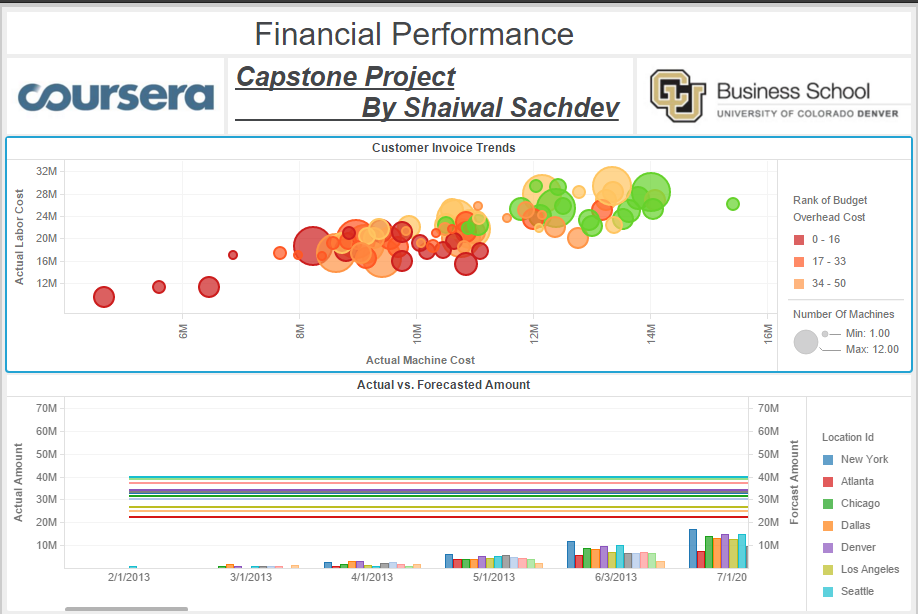 Financial Performance
coursera
Capstone Project
By Shaiwal Sachdev
CU
Business School
UNIVERSITY OF COLORADO DENVER
Customer Invoice Trends
Actual Labor Cost
32M
28M
24M
20M
16M
12M
6M
8M
10M
12M
14M
16M
Actual Machine Cost
Rank of Budget
Overhead Cost
0 - 16
17 - 33
34 - 50
Number Of Machines
Min: 1.00
Max: 12.00
Actual vs. Forecasted Amount
Actual Amount
70M
60M
50M
40M
30M
20M
10M
2/1/2013
3/1/2013
4/1/2013
5/1/2013
6/3/2013
7/1/20
70M
60M
50M
40M
30M
20M
10M
Forcast Amount
Location Id
New York
Atlanta
Chicago
Dallas
Denver
Los Angeles
Seattle